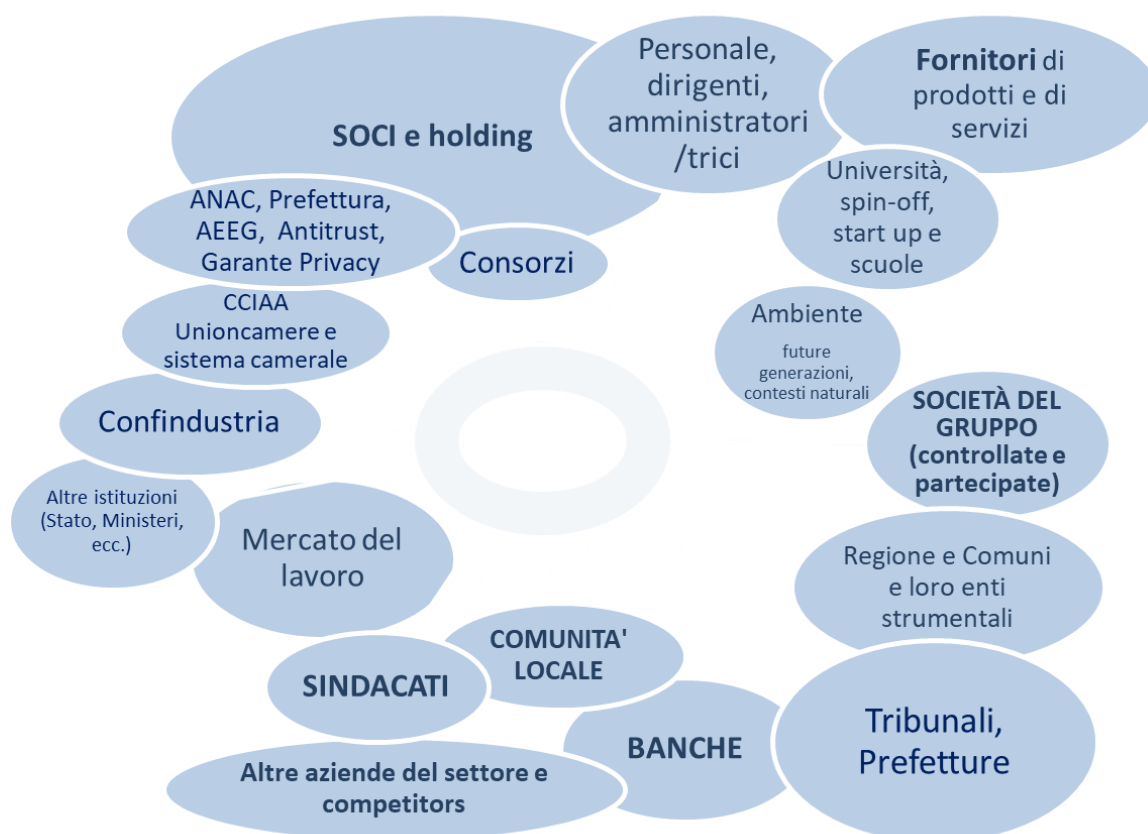 SOCI e holding
Personale,
dirigenti,
amministratori
/trici
Fornitori di
prodotti e di
servizi
Università,
spin-off,
start up e
scuole
ANAC, Prefettura,
AEEG, Antitrust,
Garante Privacy
Consorzi
CCIAA
Unioncamere e
sistema camerale
Ambiente
future
generazioni,
contesti naturali
Confindustria
SOCIETÀ DEL
GRUPPO
(controllate e
partecipate)
Altre istituzioni
(Stato, Ministeri,
ecc.)
Mercato del
lavoro
Regione e Comuni
e loro enti
strumentali
COMUNITA'
LOCALE
SINDACATI
BANCHE
Tribunali,
Prefetture
Altre aziende del settore e
competitors